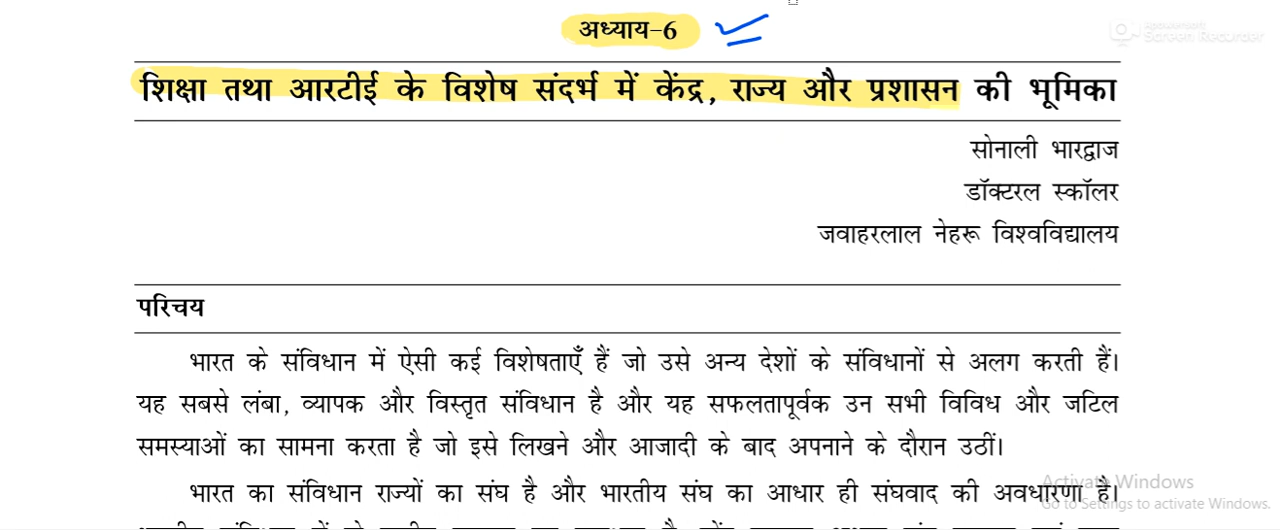 अध्याय-6
Apowersoft
Screen Recorder
शिक्षा तथा आरटीई के विशेष संदर्भ में केंद्र, राज्य और प्रशासन की भूमिका
सोनाली भारद्वाज
डॉक्टरल स्कॉलर
जवाहरलाल नेहरू विश्वविद्यालय
परिचय
भारत के संविधान में ऐसी कई विशेषताएँ हैं जो उसे अन्य देशों के संविधानों से अलग करती हैं।
यह सबसे लंबा, व्यापक और विस्तृत संविधान है और यह सफलतापूर्वक उन सभी विविध और जटिल
समस्याओं का सामना करता है जो इसे लिखने और आजादी के बाद अपनाने के दौरान उठीं।
भारत का संविधान राज्यों का संघ है और भारतीय संघ का आधार ही संघवाद की अवधारणा है।
Activate Windows
Go to Settings to activate Windows.